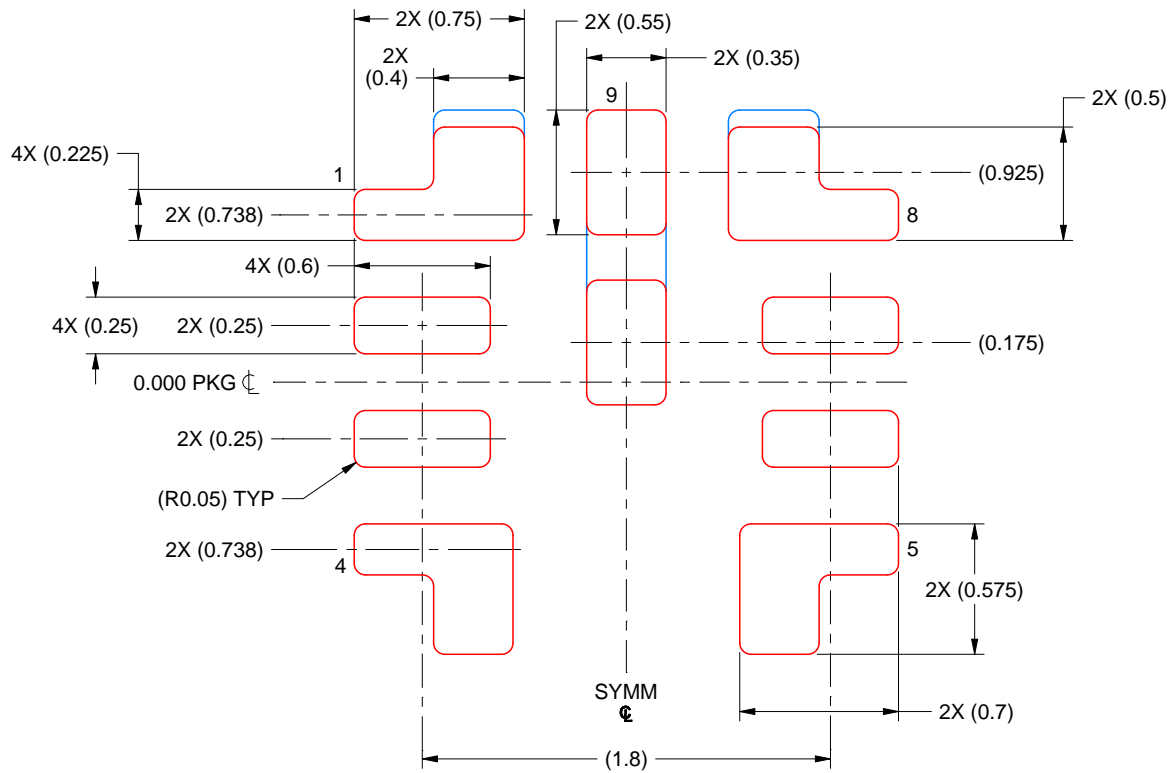 2X (0.75)
2X (0.55)
2X
(0.4)
2X (0.35)
9
2X (0.5)
4X (0.225)
1
(0.925)
2X (0.738)
8
4X (0.6)
4X (0.25)
2X (0.25)
(0.175)
0.000 PKG ℄
2X (0.25)
(R0.05) TYP
2X (0.738)
4
5
2X (0.575)
SYMM
℄
2X (0.7)
(1.8)